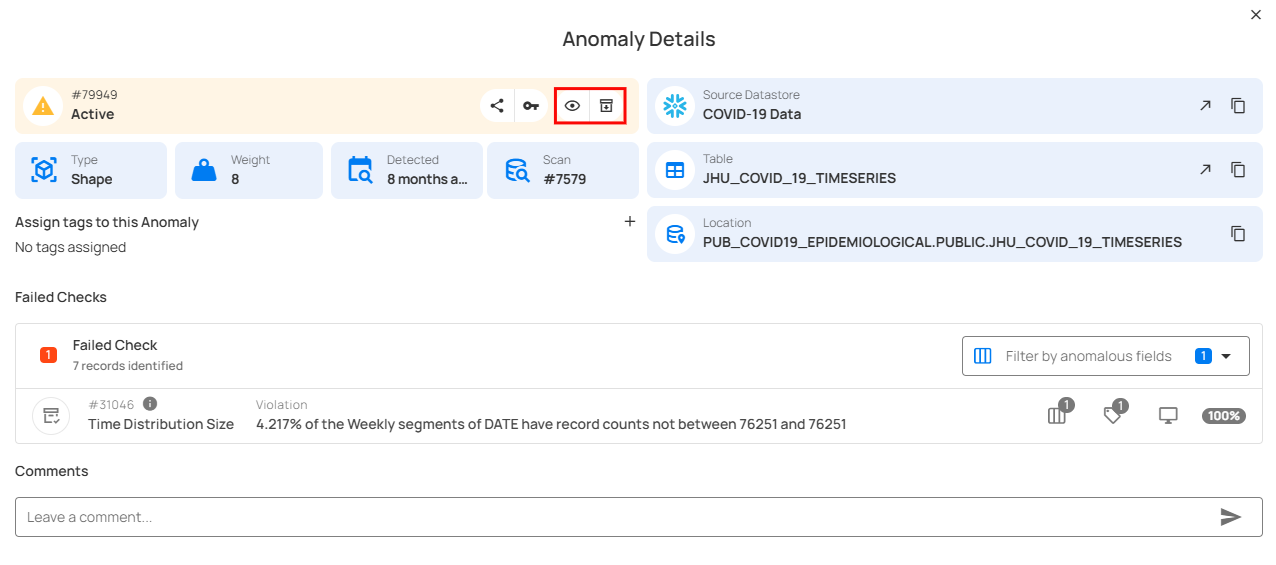 Anomaly Details
#79949
Active
Source Datastore
COVID-19 Data
Type
Shape
Weight
8
Detected
8 months a...
Scan
#7579
Table
JHU_COVID_19_TIMESERIES
Assign tags to this Anomaly
No tags assigned
Location
PUB_COVID19_EPIDEMIOLOGICAL.PUBLIC.JHU_COVID_19_TIMESERIES
Failed Checks
1
Failed Check
7 records identified
Filter by anomalous fields 1
#31046
Time Distribution Size
Violation
4.217% of the Weekly segments of DATE have record counts not between 76251 and 76251
1
1
100%
Comments
Leave a comment...